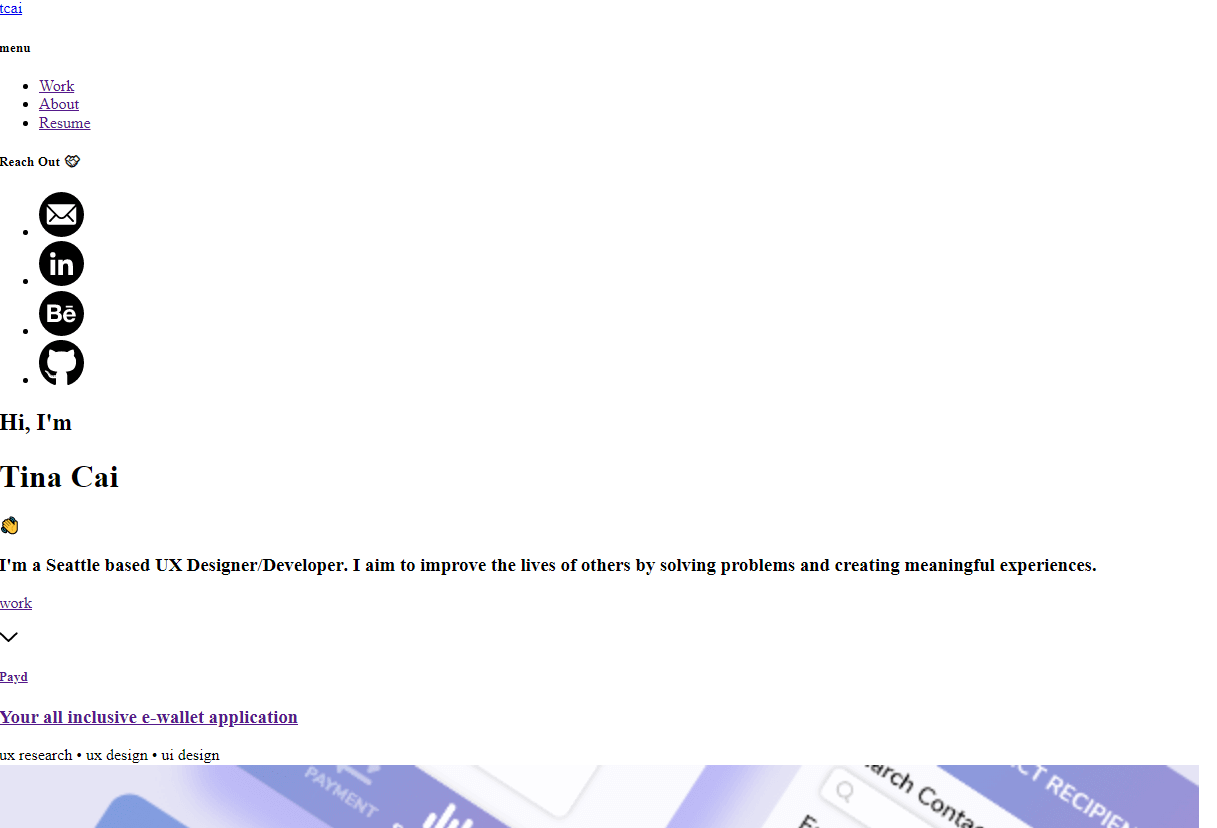 tcai
menu
Work
About
Resume
Reach Out
in
Bē
Hi, I'm
Tina Cai
I'm a Seattle based UX Designer/Developer. I aim to improve the lives of others by solving problems and creating meaningful experiences.
work
Payd
Your all inclusive e-wallet application
ux research • ux design • ui design
PAYMENT
arch Conta
CT RECIPIEN